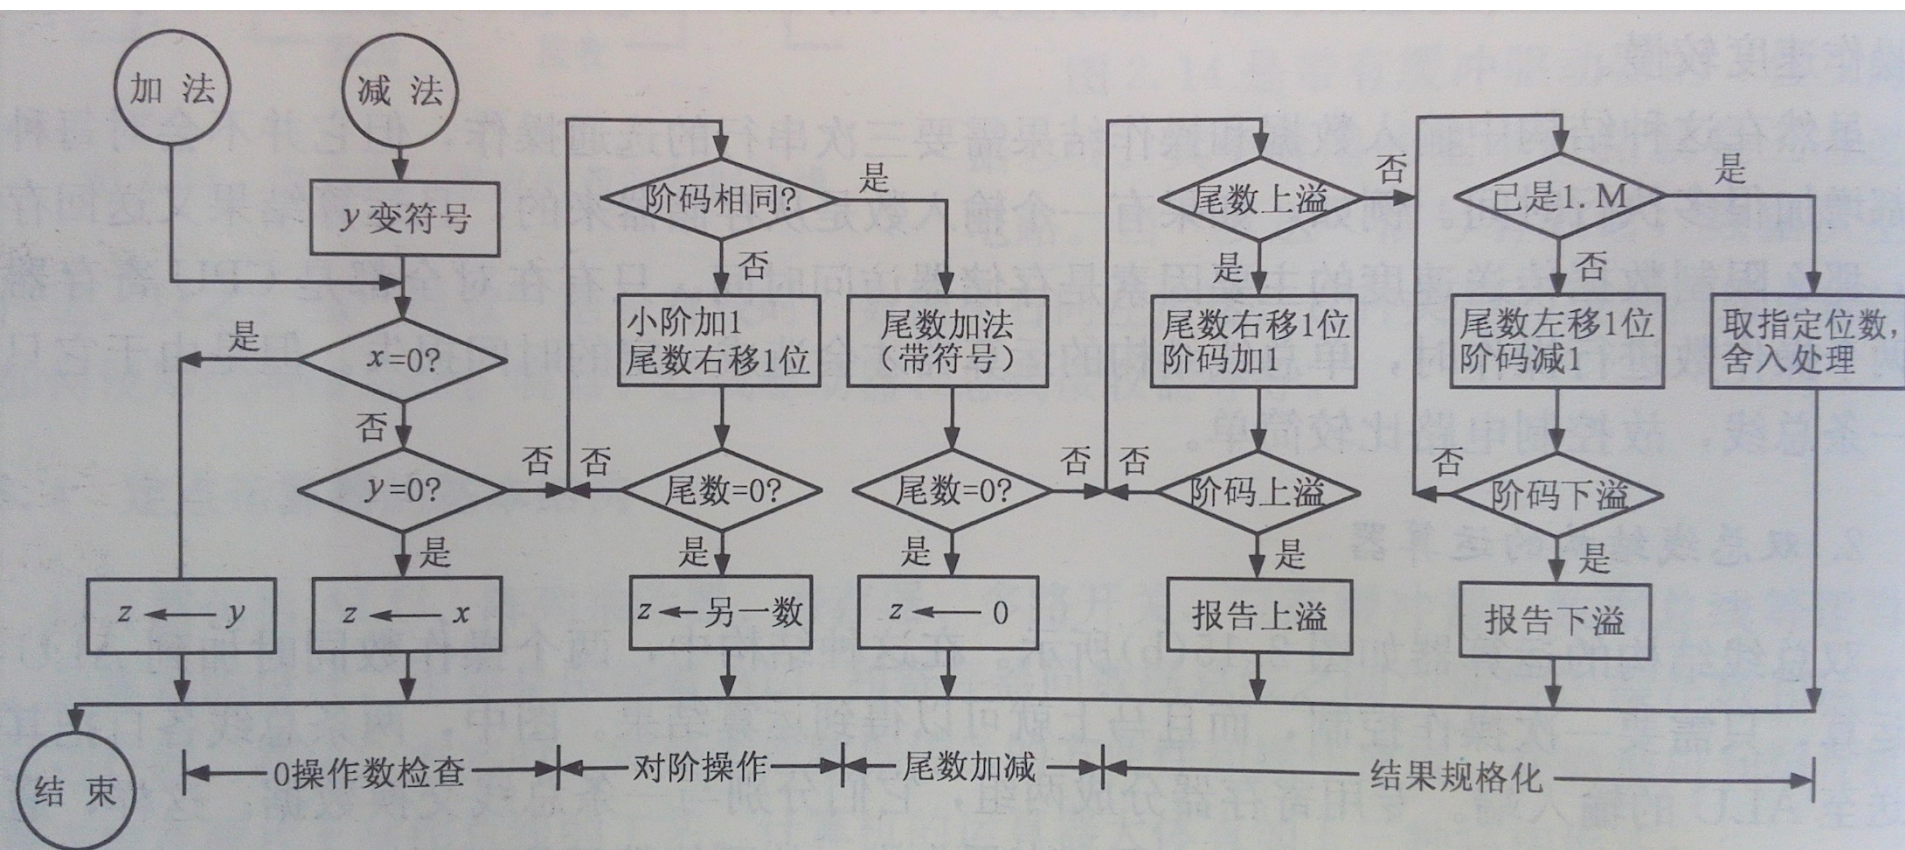 加 法
减 法
y 变符号
x=0?
是
否
y=0?
否
是
z ← y
z ← x
阶码相同?
是
否
小阶加1
尾数右移1位
尾数加法
(带符号)
否
尾数=0?
是
z ← 另一数
尾数=0?
否
是
z ← 0
尾数上溢
否
是
尾数右移1位
阶码加1
否
阶码上溢
是
报告上溢
已是1.M
是
否
尾数左移1位
阶码减1
取指定位数,
舍入处理
否
阶码下溢
是
报告下溢
结 束
0操作数检查
对阶操作
尾数加减
结果规格化